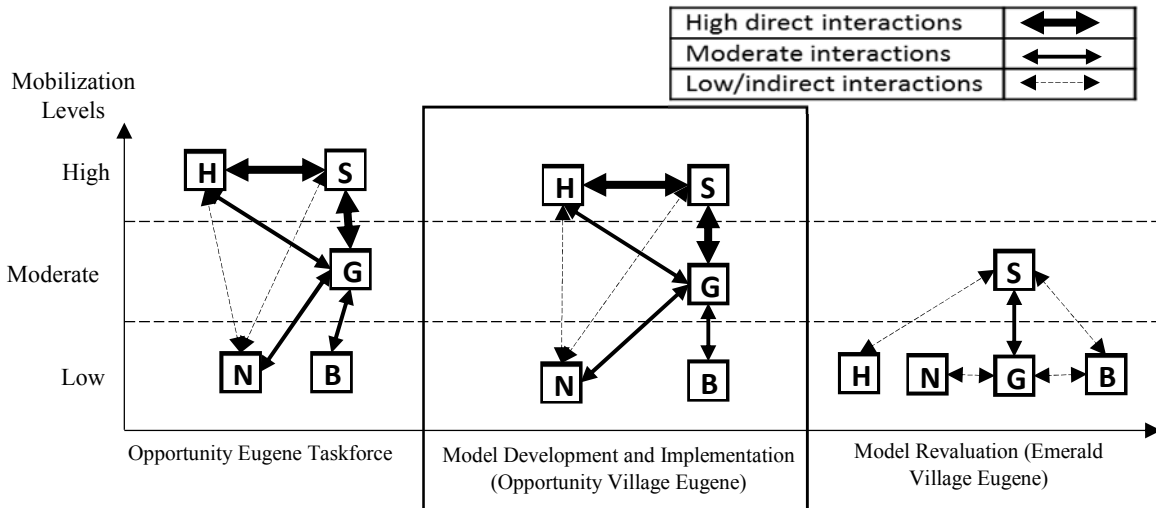 High direct interactions
Moderate interactions
Low/indirect interactions
Mobilization
Levels
High
Moderate
Low
H
S
G
N
B
H
S
G
N
B
S
H
N
G
B
Opportunity Eugene Taskforce
Model Development and Implementation
(Opportunity Village Eugene)
Model Revaluation (Emerald
Village Eugene)